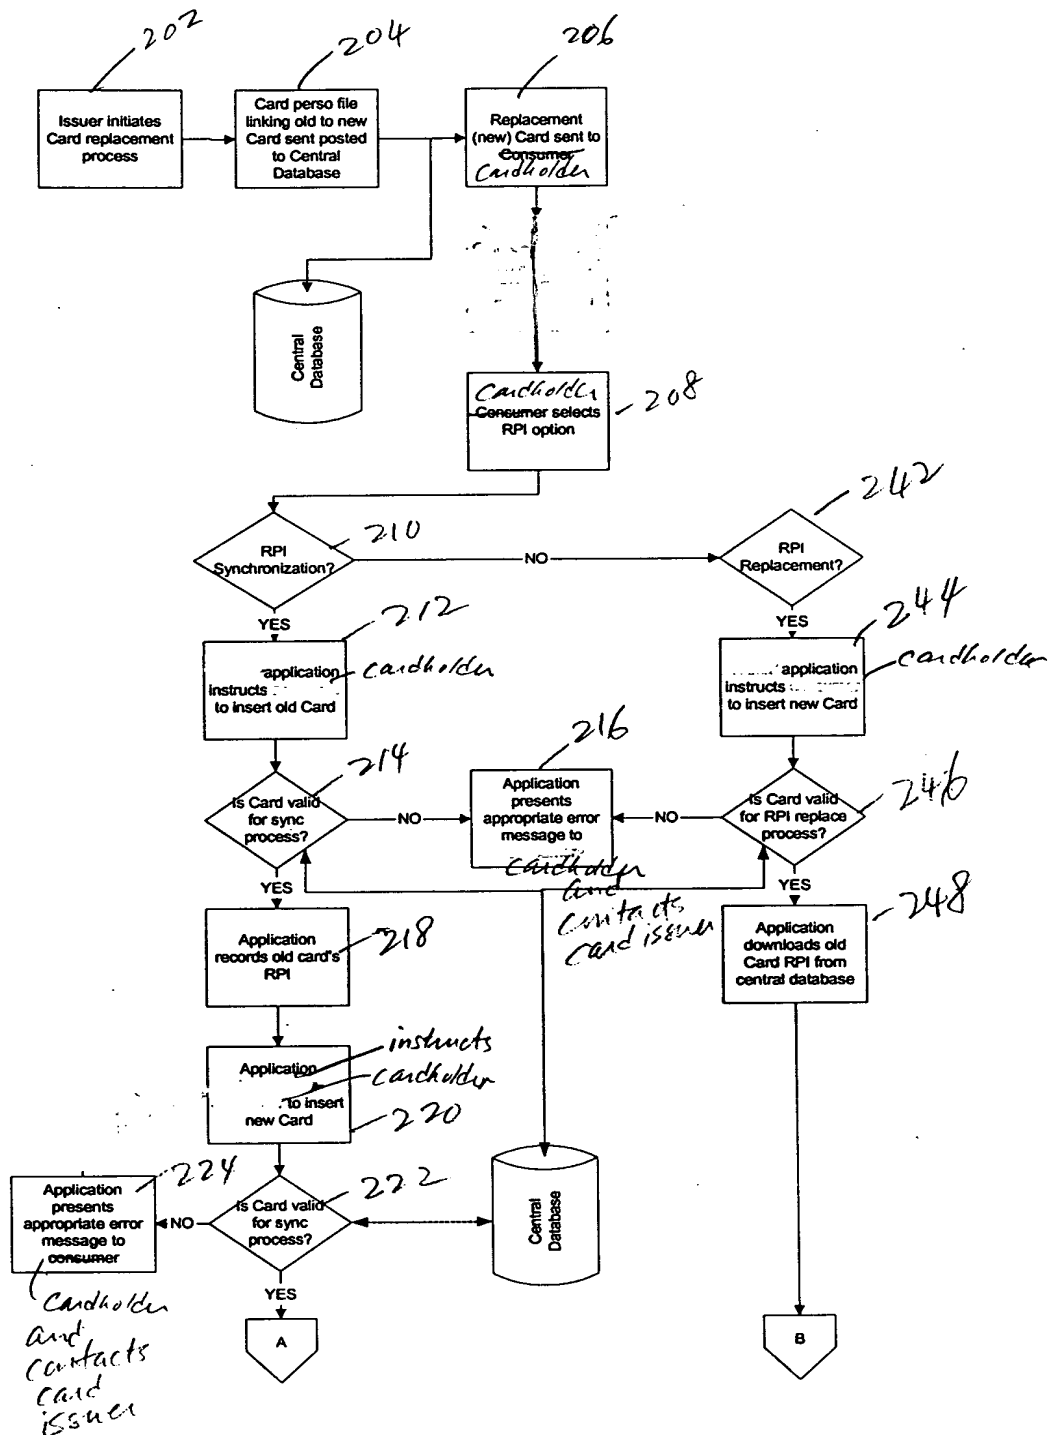 202
204
206
Issuer initiates
Card replacement
process
Card perso file
linking old to new
Card sent posted
to Central
Database
Replacement
(new) Card sent to
Consumer
Cardholder
Central
Database
Cardholder
Consumer selects
RPI option
208
242
210
RPI
Synchronization?
NO
RPI
Replacement?
YES
YES
212
244
application
instructs
to insert old Card
cardholder
application
instructs
to insert new Card
cardholder
214
216
246
Is Card valid
for sync
process?
NO
Application
presents
appropriate error
message to
cardholder
and
contacts
card issuer
NO
Is Card valid
for RPI replace
process?
YES
YES
218
248
Application
records old card's
RPI
Application
downloads old
Card RPI from
central database
Application
instructs
cardholder
to insert
new Card
220
224
222
Application
presents
appropriate error
message to
consumer
cardholder
and
contacts
card
issuer
NO
Is Card valid
for sync
process?
Central
Database
YES
A
B